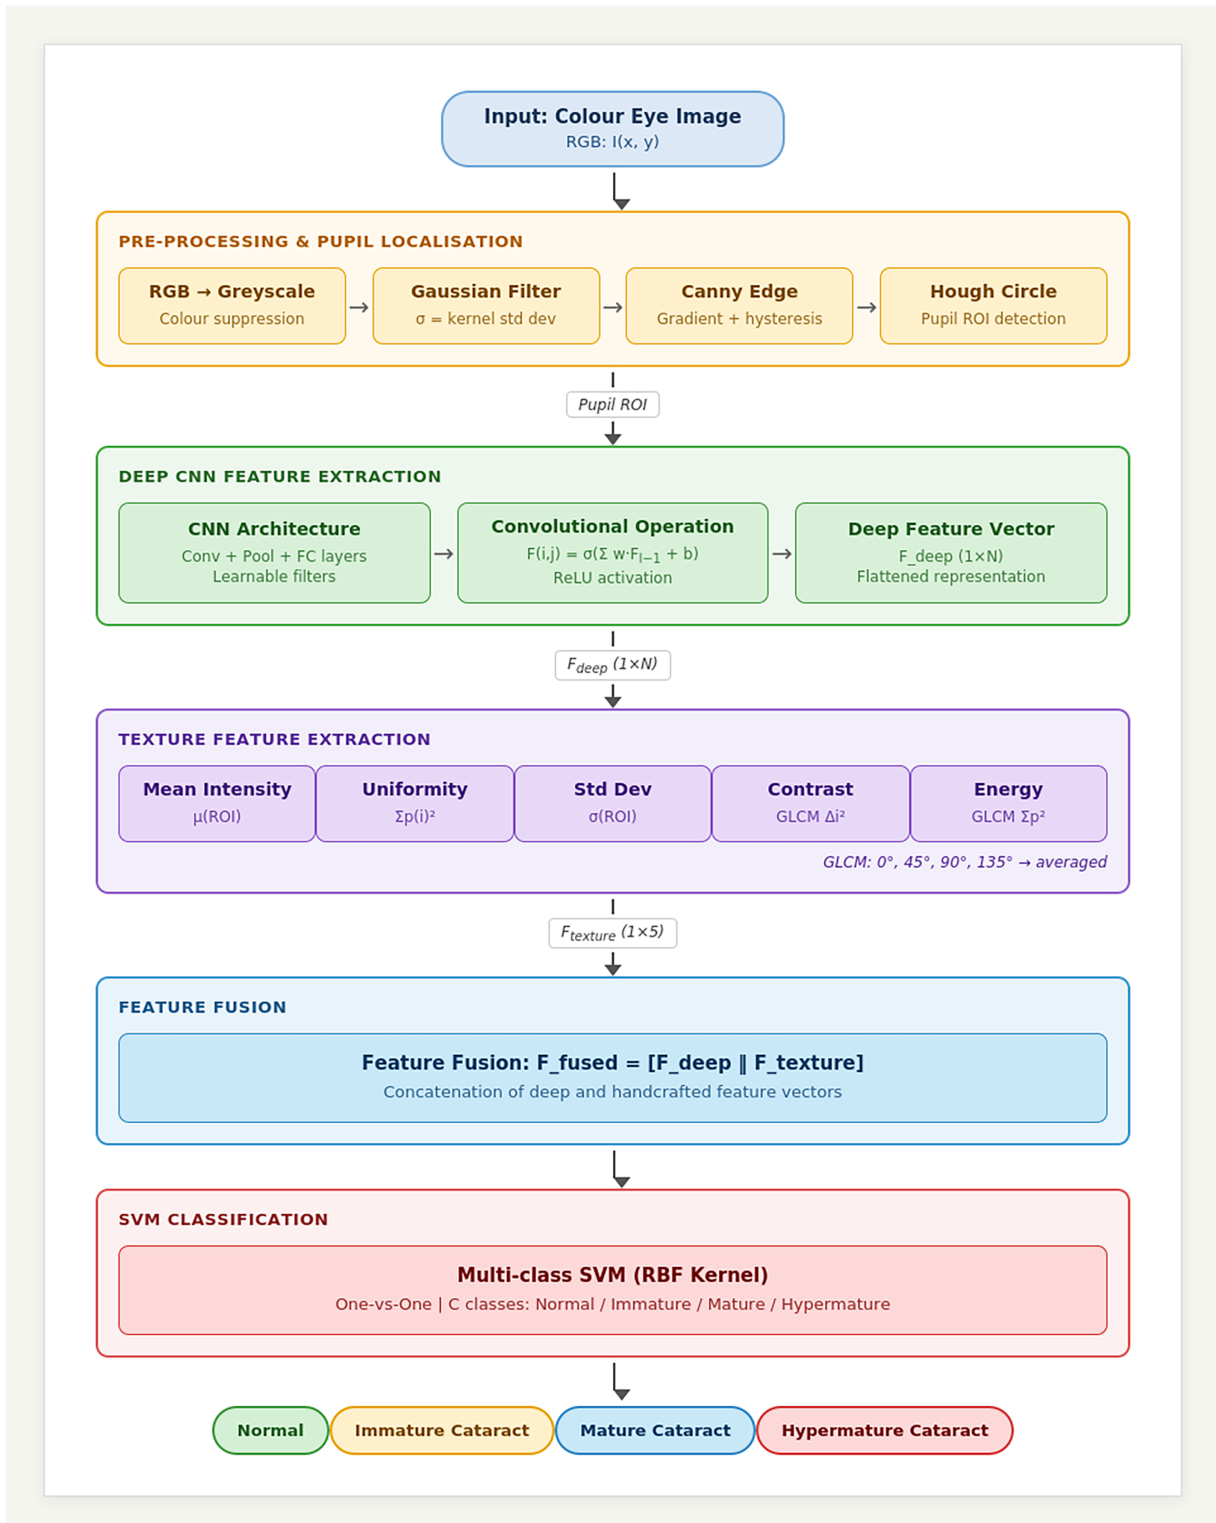 Input: Colour Eye Image
RGB: I(x, y)
PRE-PROCESSING & PUPIL LOCALISATION
RGB → Greyscale
Colour suppression
→
Gaussian Filter
σ = kernel std dev
→
Canny Edge
Gradient + hysteresis
→
Hough Circle
Pupil ROI detection
Pupil ROI
DEEP CNN FEATURE EXTRACTION
CNN Architecture
Conv + Pool + FC layers
Learnable filters
→
Convolutional Operation
F(i,j) = σ(Σ w·Fl−1 + b)
ReLU activation
→
Deep Feature Vector
F_deep (1×N)
Flattened representation
Fdeep (1×N)
TEXTURE FEATURE EXTRACTION
Mean Intensity
μ(ROI)
Uniformity
Σp(i)²
Std Dev
σ(ROI)
Contrast
GLCM Δi²
Energy
GLCM Σp²
GLCM: 0°, 45°, 90°, 135° → averaged
Ftexture (1×5)
FEATURE FUSION
Feature Fusion: F_fused = [F_deep ‖ F_texture]
Concatenation of deep and handcrafted feature vectors
SVM CLASSIFICATION
Multi-class SVM (RBF Kernel)
One-vs-One | C classes: Normal / Immature / Mature / Hypermature
Normal
Immature Cataract
Mature Cataract
Hypermature Cataract